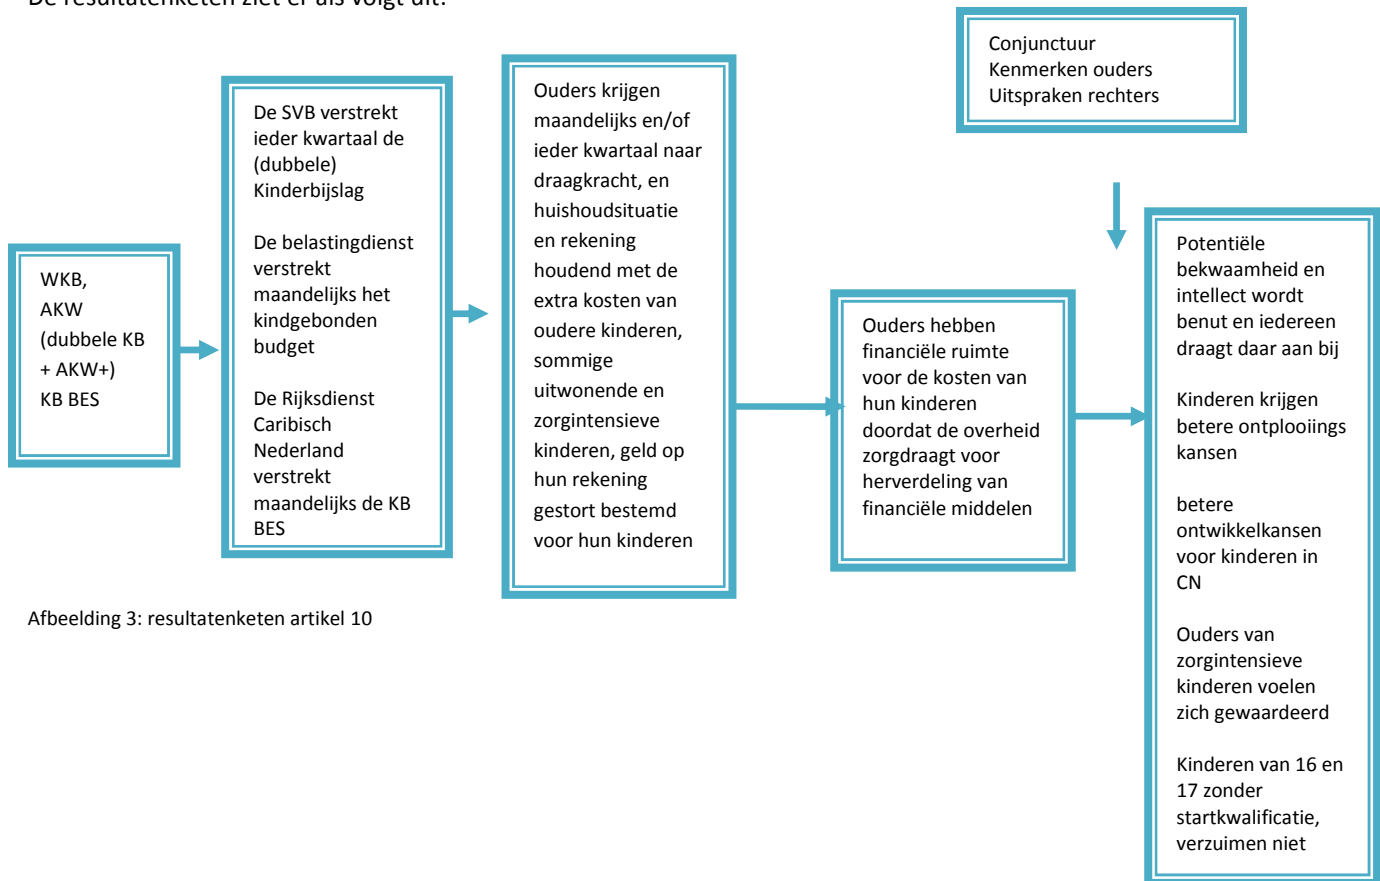 De resultatenketen ziet er als volgt uit:
WKB,
AKW
(dubbele KB
+ AKW+)
KB BES
De SVB verstrekt
ieder kwartaal de
(dubbele)
Kinderbijslag
De belastingdienst
verstrekt
maandelijks het
kindgebonden
budget
De Rijksdienst
Caribisch
Nederland
verstrekt
maandelijks de KB
BES
Ouders krijgen
maandelijks en/of
ieder kwartaal naar
draagkracht, en
huishoudsituatie
en rekening
houdend met de
extra kosten van
oudere kinderen,
sommige
uitwonende en
zorgintensieve
kinderen, geld op
hun rekening
gestort bestemd
voor hun kinderen
Ouders hebben
financiële ruimte
voor de kosten van
hun kinderen
doordat de overheid
zorgdraagt voor
herverdeling van
financiële middelen
Conjunctuur
Kenmerken ouders
Uitspraken rechters
Potentiële
bekwaamheid en
intellect wordt
benut en iedereen
draagt daar aan bij
Kinderen krijgen
betere ontplooiings
kansen
betere
ontwikkelkansen
voor kinderen in
CN
Ouders van
zorgintensieve
kinderen voelen
zich gewaardeerd
Kinderen van 16 en
17 zonder
startkwalificatie,
verzuimen niet
Afbeelding 3: resultatenketen artikel 10